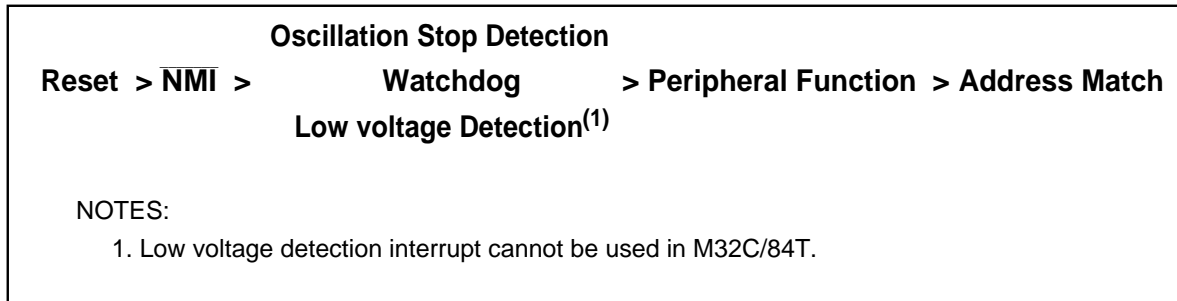 Oscillation Stop Detection
Reset > NMI > Watchdog > Peripheral Function > Address Match
Low voltage Detection(1)
NOTES:
1. Low voltage detection interrupt cannot be used in M32C/84T.